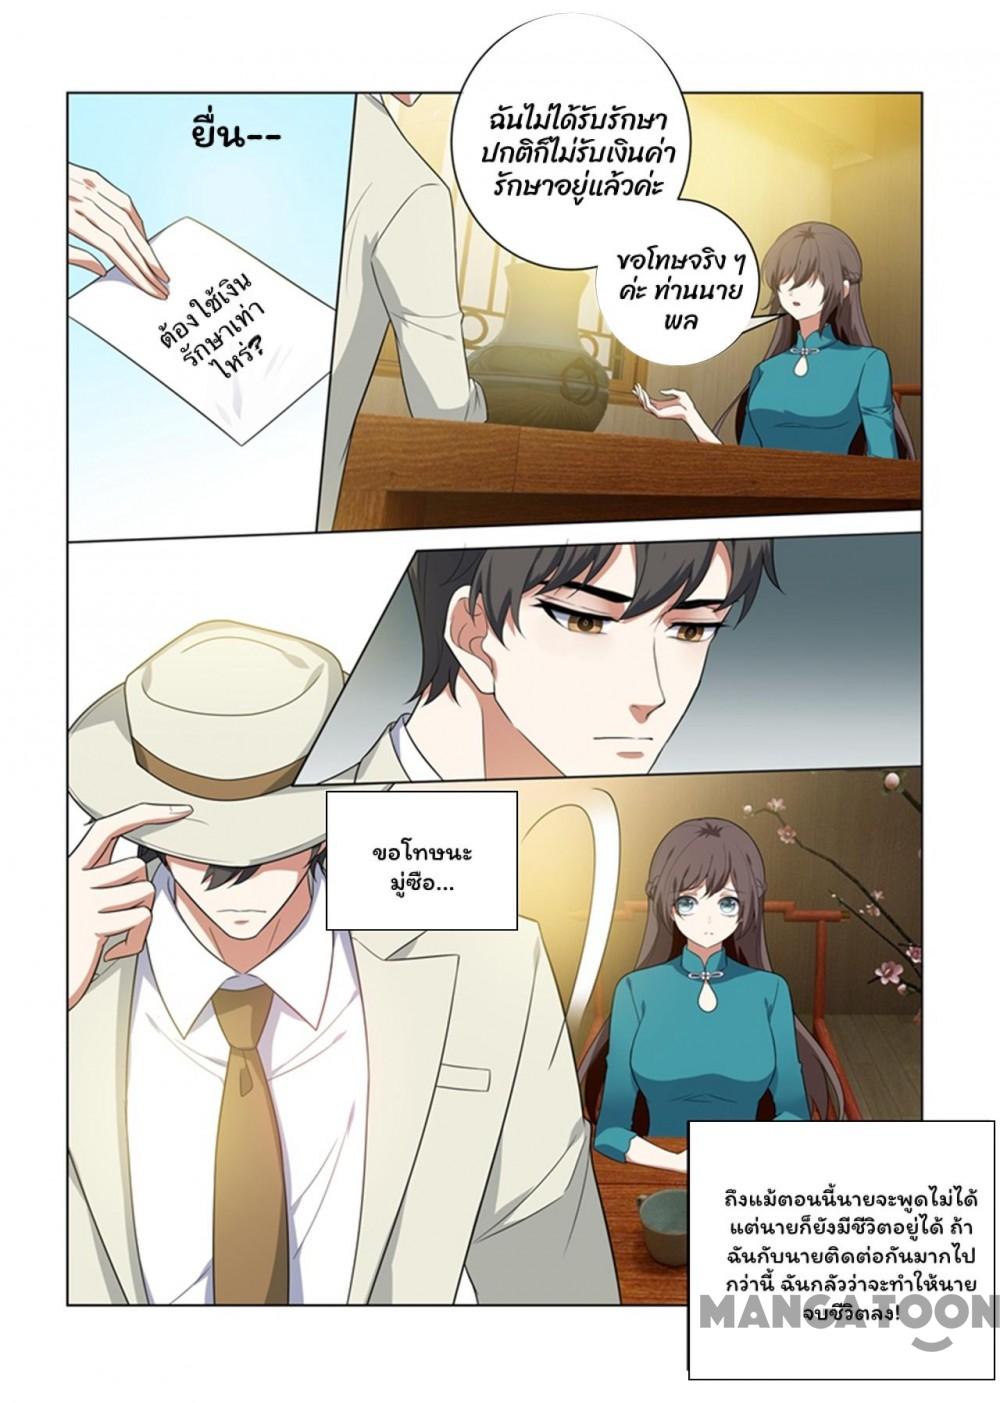 ยื่น--
ต้องใช้เงิน
รักษาเท่า
ไหร่?
ฉันไม่ได้รับรักษา
ปกติก็ไม่รับเงินค่า
รักษาอยู่แล้วค่ะ
ขอโทษจริง ๆ
ค่ะ ท่านนาย
พล
ขอโทษนะ
มู่ซือ...
ถึงแม้ตอนนี้นายจะพูดไม่ได้
แต่นายก็ยังมีชีวิตอยู่ได้ ถ้า
ฉันกับนายติดต่อกันมากไป
กว่านี้ ฉันกลัวว่าจะทำให้นาย
จบชีวิตลง!
MANGATOON